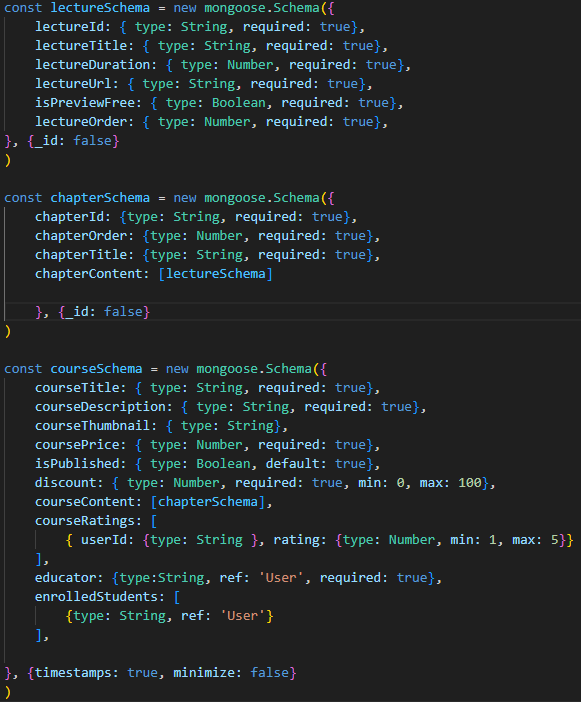 const lectureSchema = new mongoose.Schema({
    lectureId: { type: String, required: true},
    lectureTitle: { type: String, required: true},
    lectureDuration: { type: Number, required: true},
    lectureUrl: { type: String, required: true},
    isPreviewFree: { type: Boolean, required: true},
    lectureOrder: { type: Number, required: true},
}, {_id: false}
)
const chapterSchema = new mongoose.Schema({
    chapterId: {type: String, required: true},
    chapterOrder: {type: Number, required: true},
    chapterTitle: {type: String, required: true},
    chapterContent: [lectureSchema]
    }, {_id: false}
)
const courseSchema = new mongoose.Schema({
    courseTitle: { type: String, required: true},
    courseDescription: { type: String, required: true},
    courseThumbnail: { type: String},
    coursePrice: { type: Number, required: true},
    isPublished: { type: Boolean, default: true},
    discount: { type: Number, required: true, min: 0, max: 100},
    courseContent: [chapterSchema],
    courseRatings: [
        { userId: {type: String }, rating: {type: Number, min: 1, max: 5}}
    ],
    educator: {type:String, ref: 'User', required: true},
    enrolledStudents: [
        {type: String, ref: 'User'}
    ],
}, {timestamps: true, minimize: false}
)